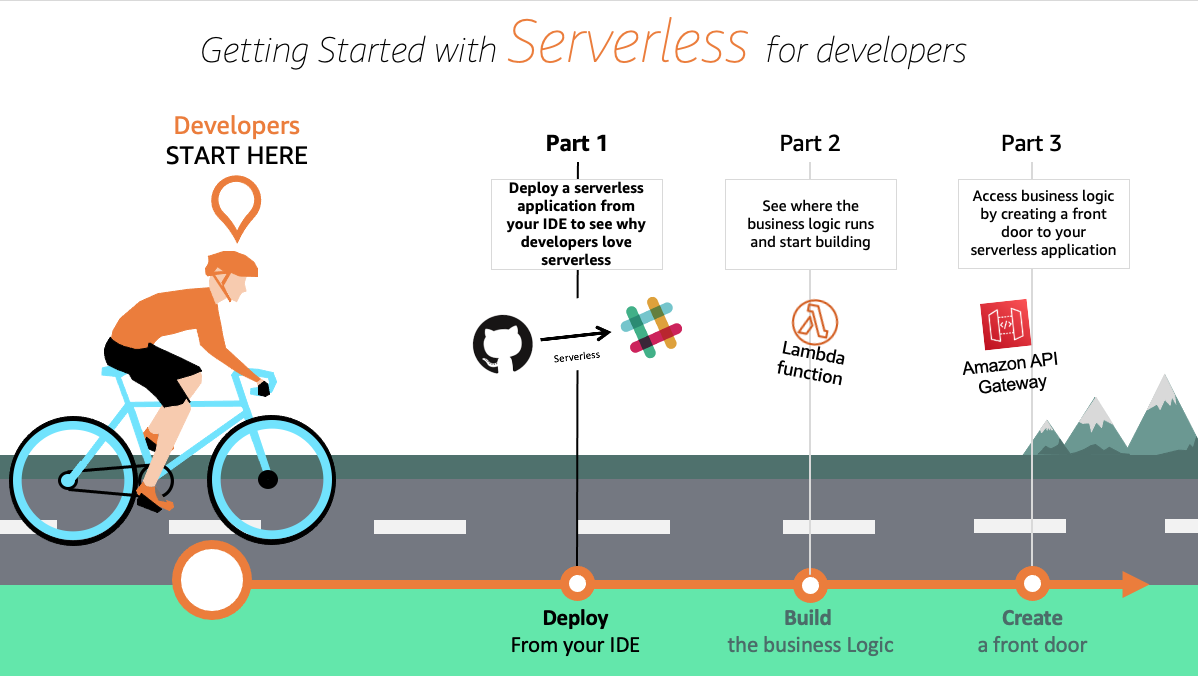 Getting Started with Serverless for developers
Developers
START HERE
Part 1
Deploy a serverless
application from
your IDE to see why
developers love
serverless
Part 2
See where the
business logic runs
and start building
Part 3
Access business logic
by creating a front
door to your
serverless application
Serverless
Lambda
function
Amazon API
Gateway
Deploy
From your IDE
Build
the business Logic
Create
a front door